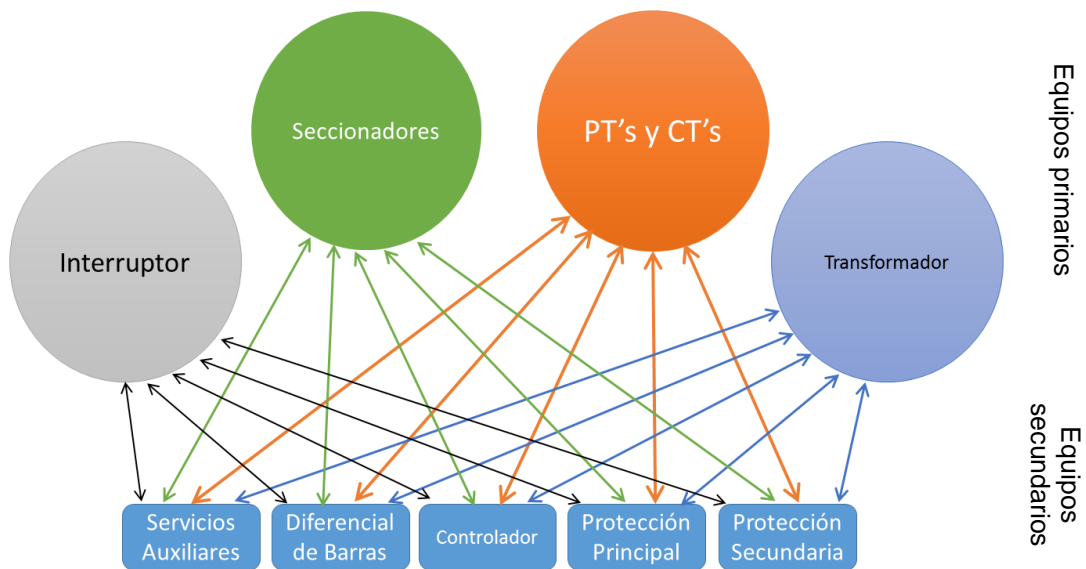 Seccionadores
PT's y CT's
Interruptor
Transformador
Equipos primarios
Equipos
secundarios
Servicios
Auxiliares
Diferencial
de Barras
Controlador
Protección
Principal
Protección
Secundaria